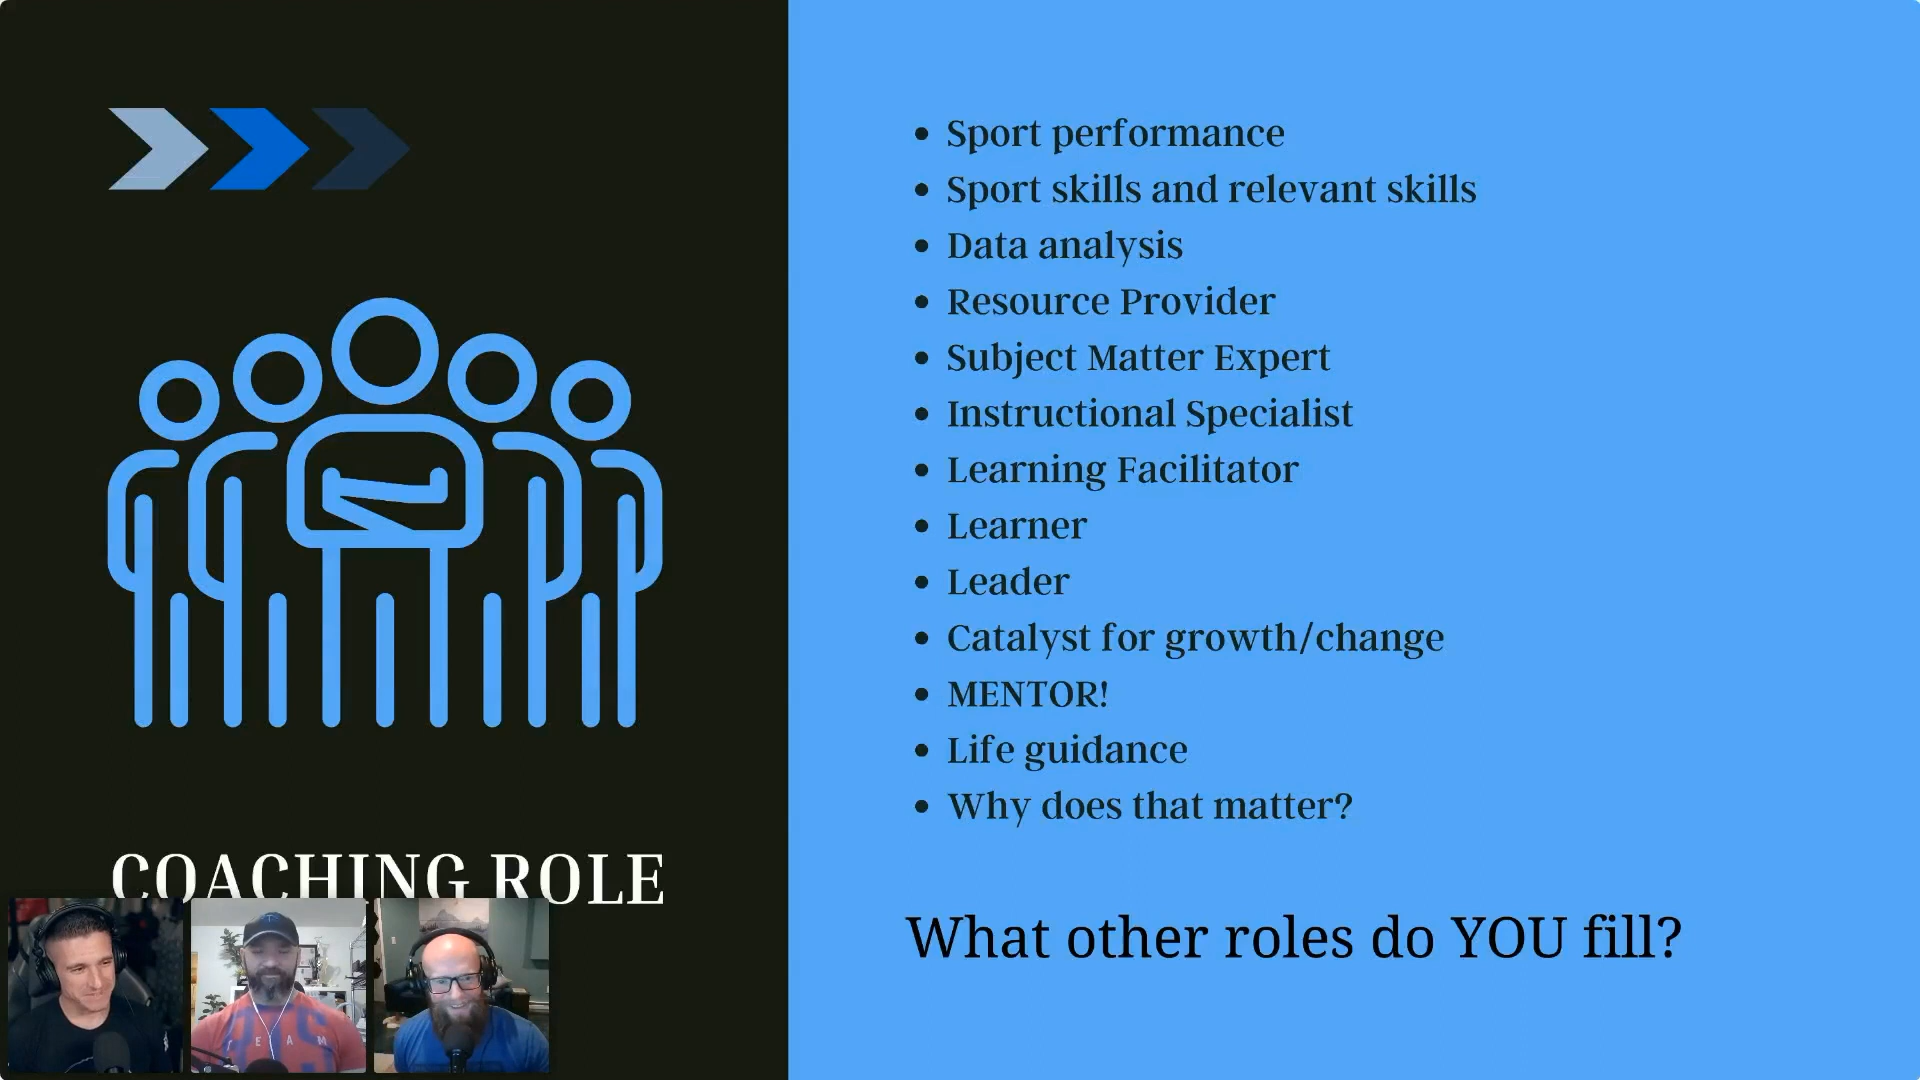 Sport performance
Sport skills and relevant skills
Data analysis
Resource Provider
Subject Matter Expert
Instructional Specialist
Learning Facilitator
Learner
Leader
Catalyst for growth/change
MENTOR!
Life guidance
Why does that matter?
COACHING ROLE
What other roles do YOU fill?
T E A M